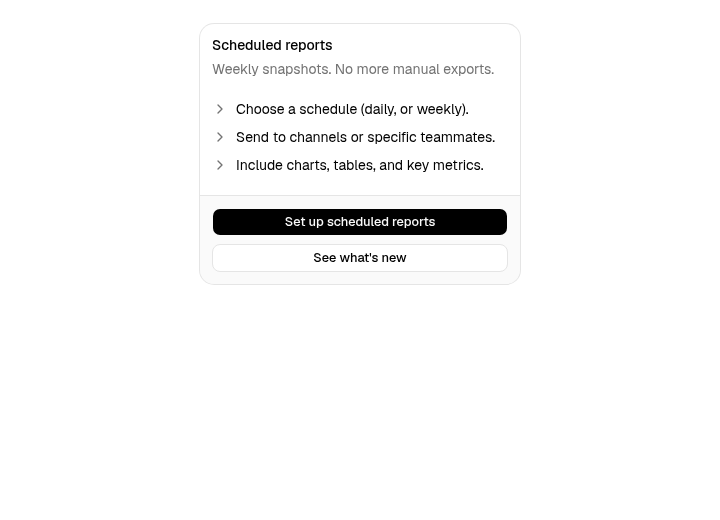 Scheduled reports
Weekly snapshots. No more manual exports.
Choose a schedule (daily, or weekly).
Send to channels or specific teammates.
Include charts, tables, and key metrics.
Set up scheduled reports
See what's new